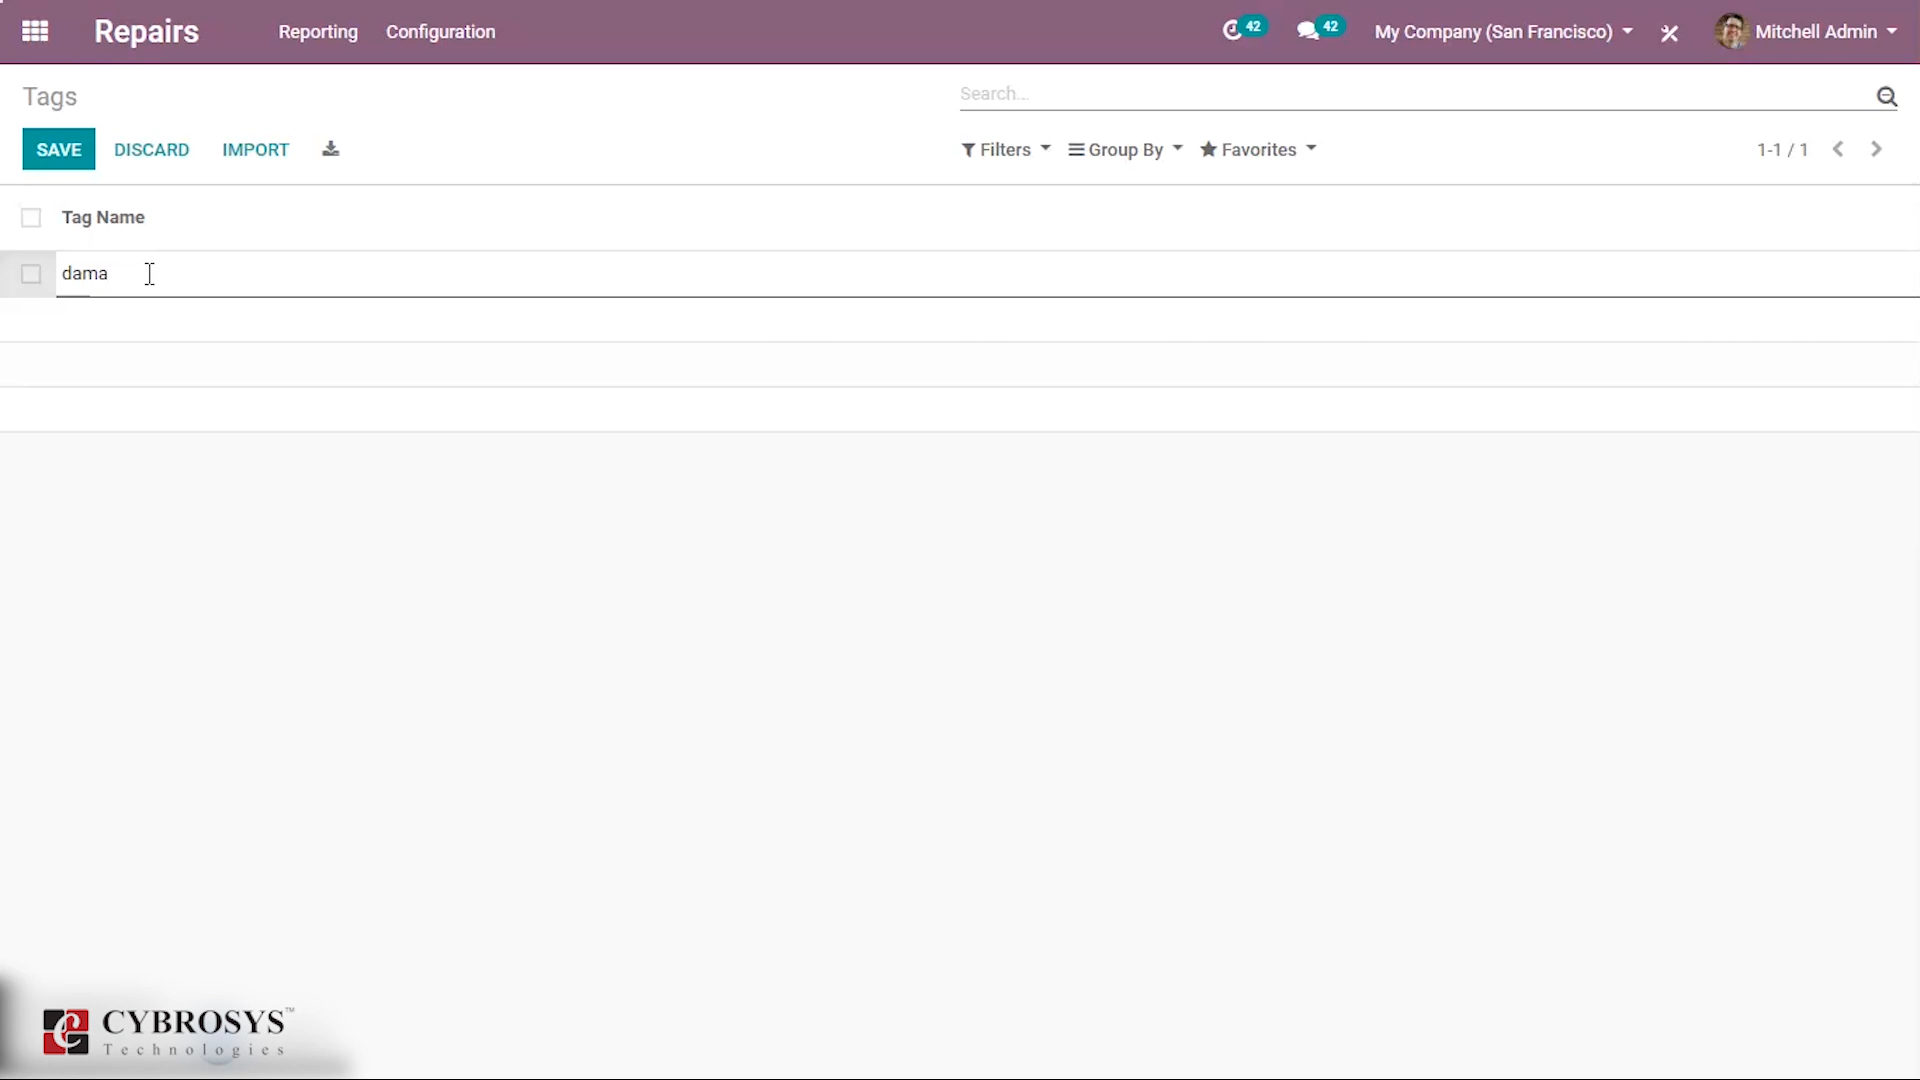 Repairs Reporting Configuration 42 42 My Company (San Francisco) Mitchell Admin
Tags Search...
SAVE DISCARD IMPORT Filters Group By Favorites 1-1 / 1
Tag Name
dama
CYBROSYS™
Technologies